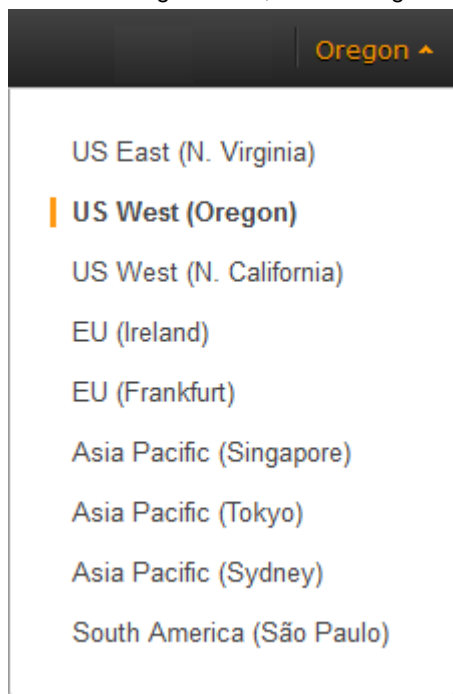 Oregon
US East (N. Virginia)
US West (Oregon)
US West (N. California)
EU (Ireland)
EU (Frankfurt)
Asia Pacific (Singapore)
Asia Pacific (Tokyo)
Asia Pacific (Sydney)
South America (São Paulo)